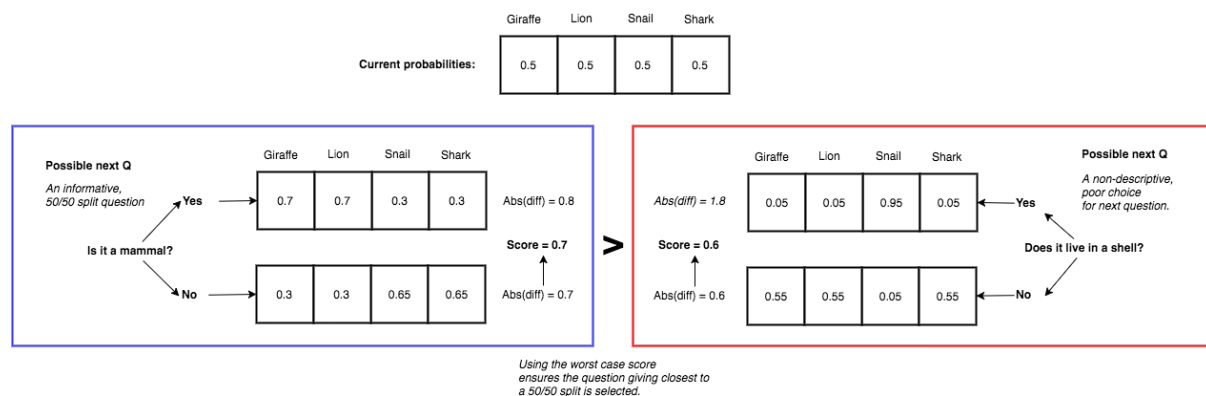 Giraffe Lion Snail Shark
Current probabilities: 0.5 0.5 0.5 0.5
Possible next Q
An informative,
50/50 split question
Is it a mammal?
Yes
No
Giraffe Lion Snail Shark
0.7 0.7 0.3 0.3
Abs(diff) = 0.8
Score = 0.7
0.3 0.3 0.65 0.65
Abs(diff) = 0.7
>
Giraffe Lion Snail Shark
Abs(diff) = 1.8
0.05 0.05 0.95 0.05
Score = 0.6
Abs(diff) = 0.6
0.55 0.55 0.05 0.55
Possible next Q
A non-descriptive,
poor choice
for next question.
Yes
Does it live in a shell?
No
Using the worst case score
ensures the question giving closest to
a 50/50 split is selected.